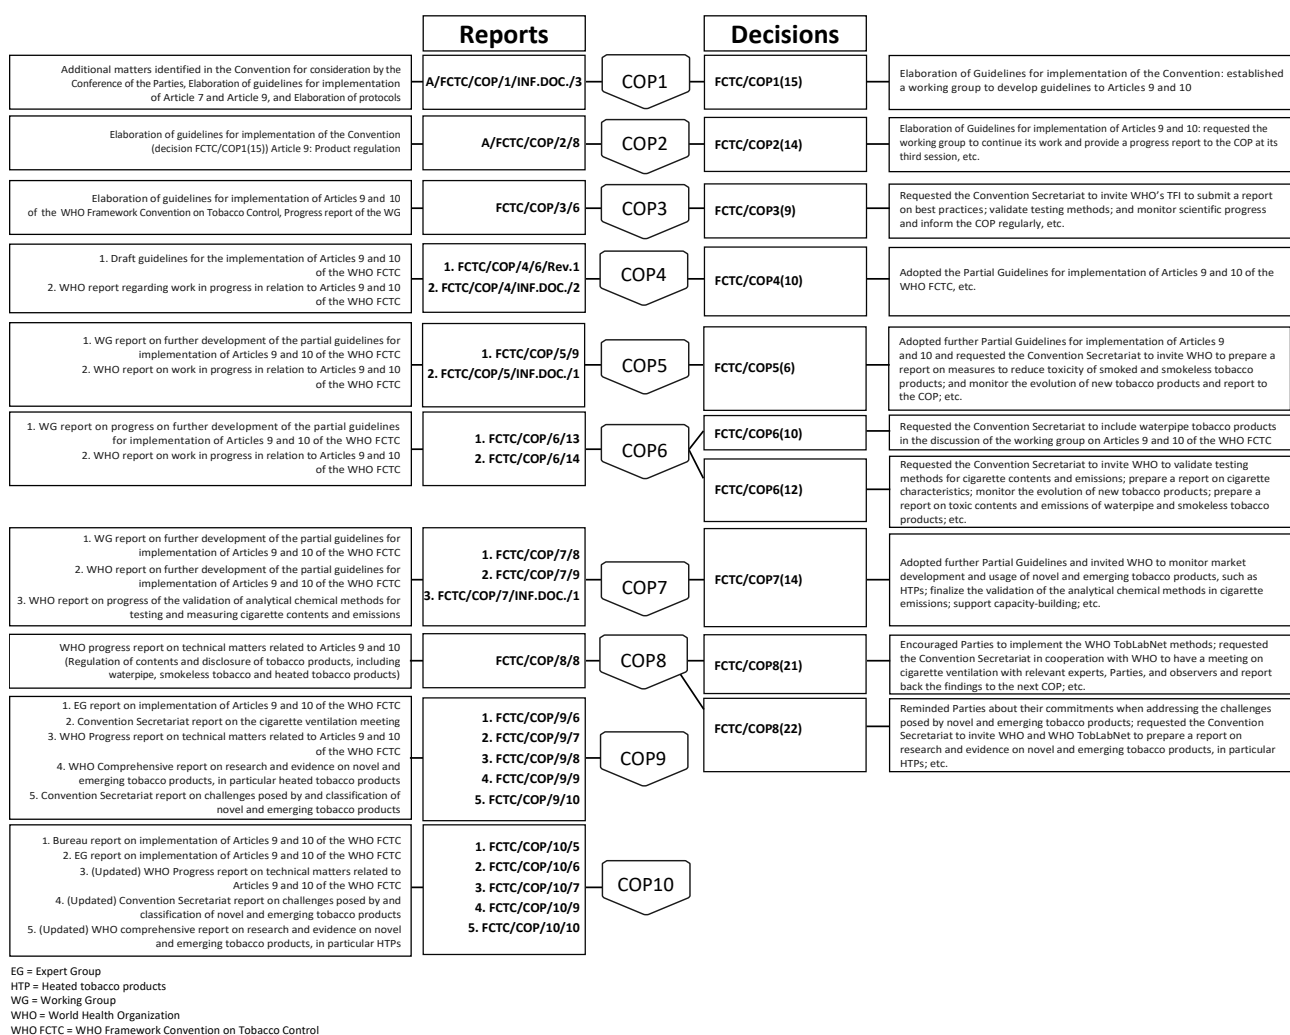 Reports
Decisions
Additional matters identified in the Convention for consideration by the
Conference of the Parties, Elaboration of guidelines for implementation
of Article 7 and Article 9, and Elaboration of protocols
A/FCTC/COP/1/INF.DOC./3
COP1
FCTC/COP1(15)
Elaboration of Guidelines for implementation of the Convention: established
a working group to develop guidelines to Articles 9 and 10
Elaboration of guidelines for implementation of the Convention
(decision FCTC/COP1(15)) Article 9: Product regulation
A/FCTC/COP/2/8
COP2
FCTC/COP2(14)
Elaboration of Guidelines for implementation of Articles 9 and 10: requested the
working group to continue its work and provide a progress report to the COP at its
third session, etc.
Elaboration of guidelines for implementation of Articles 9 and 10
of the WHO Framework Convention on Tobacco Control, Progress report of the WG
FCTC/COP/3/6
COP3
FCTC/COP3(9)
Requested the Convention Secretariat to invite WHO's TFI to submit a report
on best practices; validate testing methods; and monitor scientific progress
and inform the COP regularly, etc.
1. Draft guidelines for the implementation of Articles 9 and 10
of the WHO FCTC
2. WHO report regarding work in progress in relation to Articles 9 and 10
of the WHO FCTC
1. FCTC/COP/4/6/Rev.1
2. FCTC/COP/4/INF.DOC./2
COP4
FCTC/COP4(10)
Adopted the Partial Guidelines for implementation of Articles 9 and 10 of the
WHO FCTC, etc.
1. WG report on further development of the partial guidelines for
implementation of Articles 9 and 10 of the WHO FCTC
2. WHO report on work in progress in relation to Articles 9 and 10
of the WHO FCTC
1. FCTC/COP/5/9
2. FCTC/COP/5/INF.DOC./1
COP5
FCTC/COP5(6)
Adopted further Partial Guidelines for implementation of Articles 9
and 10 and requested the Convention Secretariat to invite WHO to prepare a
report on measures to reduce toxicity of smoked and smokeless tobacco
products; and monitor the evolution of new tobacco products and report to
the COP; etc.
1. WG report on progress on further development of the partial guidelines
for implementation of Articles 9 and 10 of the WHO FCTC
2. WHO report on work in progress in relation to Articles 9 and 10
of the WHO FCTC
1. FCTC/COP/6/13
2. FCTC/COP/6/14
COP6
FCTC/COP6(10)
Requested the Convention Secretariat to include waterpipe tobacco products
in the discussion of the working group on Articles 9 and 10 of the WHO FCTC
FCTC/COP6(12)
Requested the Convention Secretariat to invite WHO to validate testing
methods for cigarette contents and emissions; prepare a report on cigarette
characteristics; monitor the evolution of new tobacco products; prepare a
report on toxic contents and emissions of waterpipe and smokeless tobacco
products; etc.
1. WG report on further development of the partial guidelines for
implementation of Articles 9 and 10 of the WHO FCTC
2. WHO report on further development of the partial guidelines for
implementation of Articles 9 and 10 of the WHO FCTC
3. WHO report on progress of the validation of analytical chemical methods for
testing and measuring cigarette contents and emissions
1. FCTC/COP/7/8
2. FCTC/COP/7/9
3. FCTC/COP/7/INF.DOC./1
COP7
FCTC/COP7(14)
Adopted further Partial Guidelines and invited WHO to monitor market
development and usage of novel and emerging tobacco products, such as
HTPs; finalize the validation of the analytical chemical methods in cigarette
emissions; support capacity-building; etc.
WHO progress report on technical matters related to Articles 9 and 10
(Regulation of contents and disclosure of tobacco products, including
waterpipe, smokeless tobacco and heated tobacco products)
FCTC/COP/8/8
COP8
FCTC/COP8(21)
Encouraged Parties to implement the WHO TobLabNet methods; requested
the Convention Secretariat in cooperation with WHO to have a meeting on
cigarette ventilation with relevant experts, Parties, and observers and report
back the findings to the next COP; etc.
FCTC/COP8(22)
Reminded Parties about their commitments when addressing the challenges
posed by novel and emerging tobacco products; requested the Convention
Secretariat to invite WHO and WHO TobLabNet to prepare a report on
research and evidence on novel and emerging tobacco products, in particular
HTPs; etc.
1. EG report on implementation of Articles 9 and 10 of the WHO FCTC
2. Convention Secretariat report on the cigarette ventilation meeting
3. WHO Progress report on technical matters related to Articles 9 and 10
of the WHO FCTC
4. WHO Comprehensive report on research and evidence on novel and
emerging tobacco products, in particular heated tobacco products
5. Convention Secretariat report on challenges posed by and classification of
novel and emerging tobacco products
1. FCTC/COP/9/6
2. FCTC/COP/9/7
3. FCTC/COP/9/8
4. FCTC/COP/9/9
5. FCTC/COP/9/10
COP9
1. Bureau report on implementation of Articles 9 and 10 of the WHO FCTC
2. EG report on implementation of Articles 9 and 10 of the WHO FCTC
3. (Updated) WHO Progress report on technical matters related to
Articles 9 and 10 of the WHO FCTC
4. (Updated) Convention Secretariat report on challenges posed by and
classification of novel and emerging tobacco products
5. (Updated) WHO comprehensive report on research and evidence on novel
and emerging tobacco products, in particular HTPs
1. FCTC/COP/10/5
2. FCTC/COP/10/6
3. FCTC/COP/10/7
4. FCTC/COP/10/9
5. FCTC/COP/10/10
COP10
EG = Expert Group
HTP = Heated tobacco products
WG = Working Group
WHO = World Health Organization
WHO FCTC = WHO Framework Convention on Tobacco Control